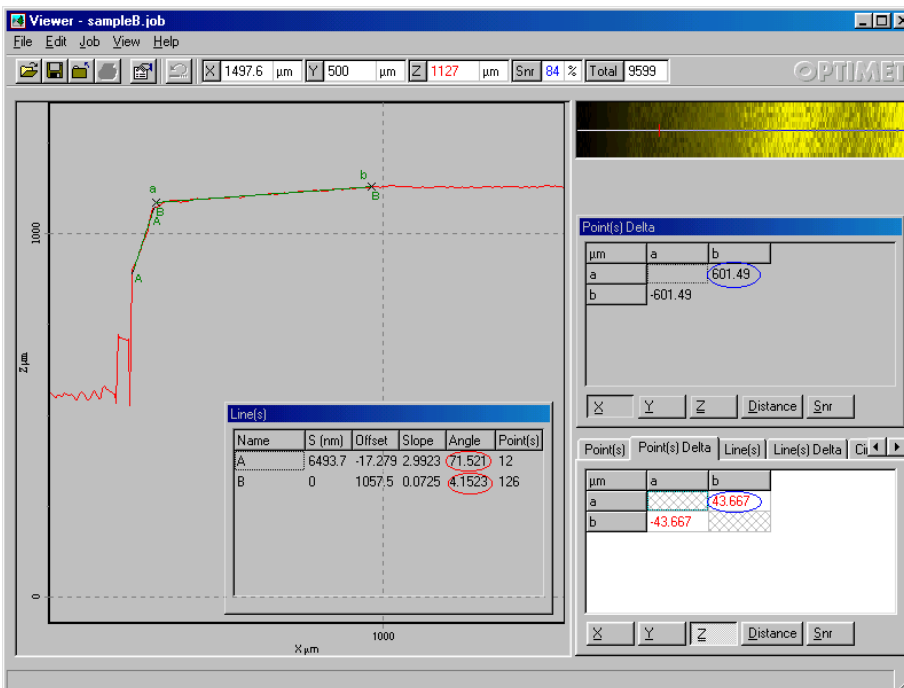 Viewer - sampleB.job
File Edit Job View Help
X 1497.6 µm Y 500 µm Z 1127 µm Snr 84 % Total 9599
OPTIMET
a
B
A
A
b
B
1000
Z µm
0
1000
X µm
Line(s)
Name S (nm) Offset Slope Angle Point(s)
A 6493.7 -17.279 2.9923 71.521 12
B 0 1057.5 0.0725 4.1523 126
Point(s) Delta
µm a b
a 601.49
b -601.49
X Y Z Distance Snr
Point(s) Point(s) Delta Line(s) Line(s) Delta Cir
µm a b
a 43.667
b -43.667
X Y Z Distance Snr